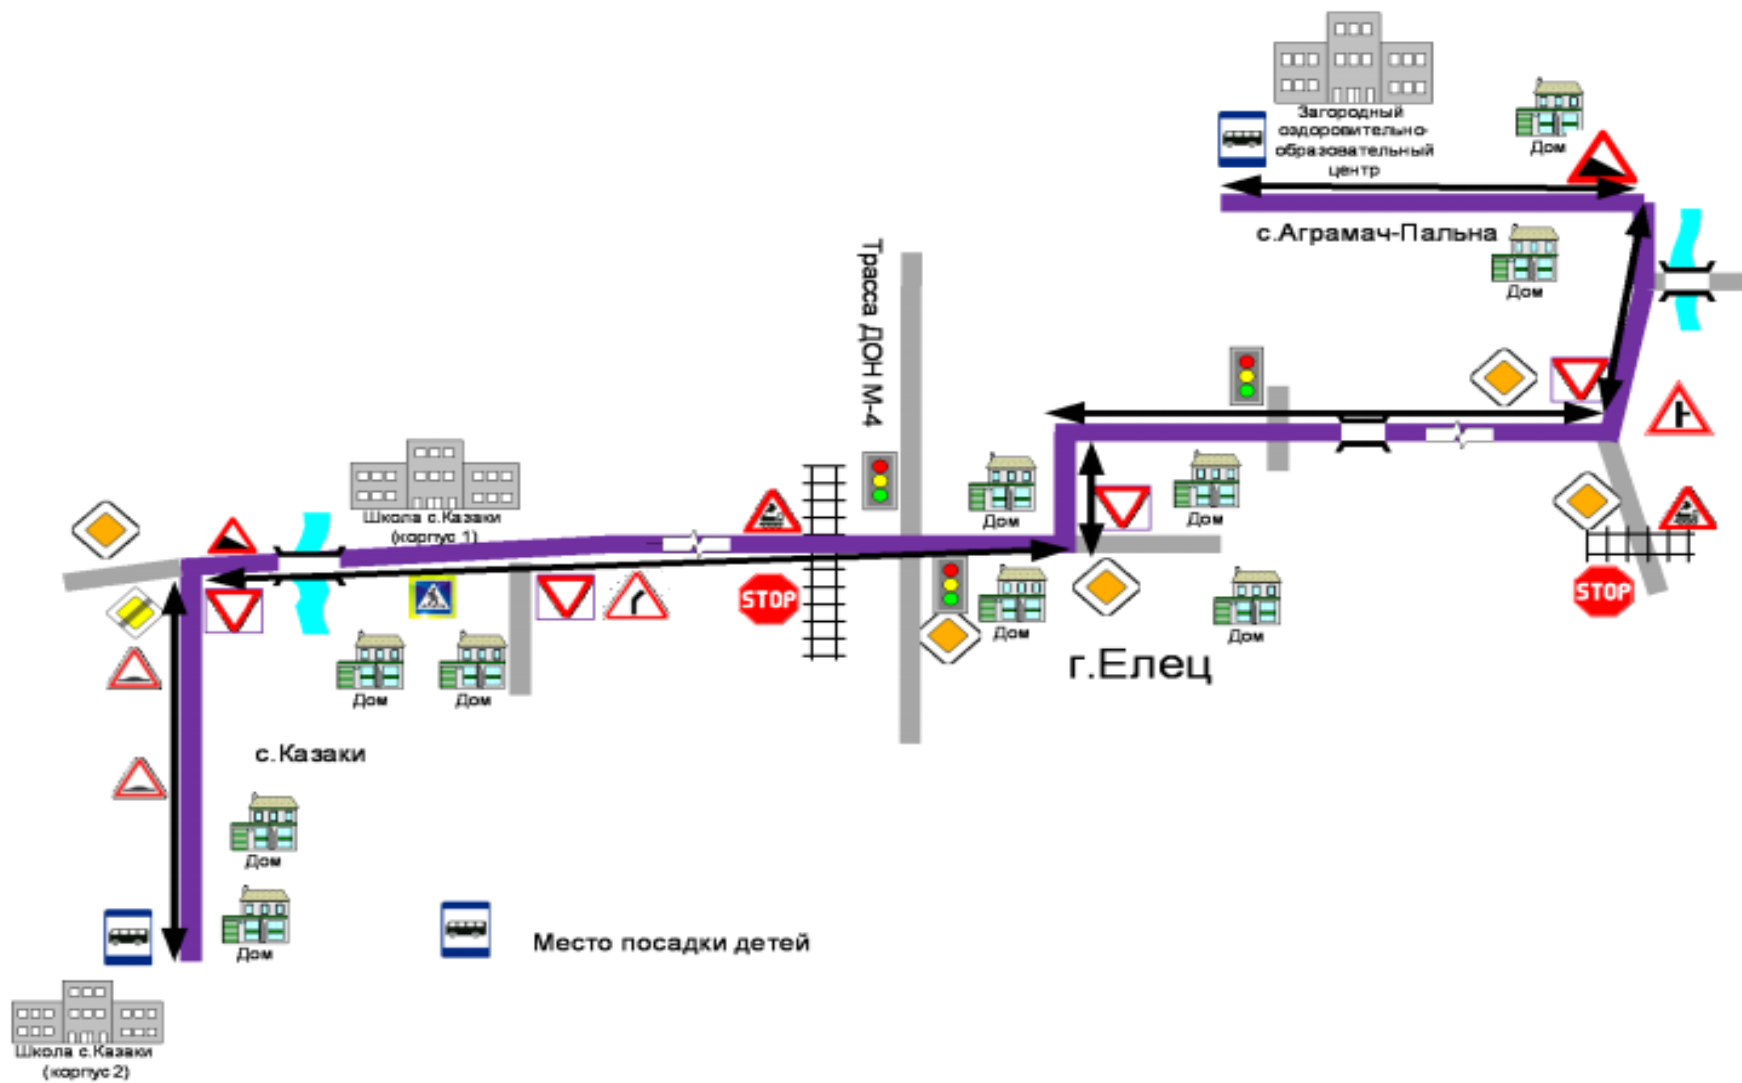 Загородный
оздоровительно-
образовательный
центр
Дом
с.Аграмач-Пальна
Дом
Трасса ДОН М-4
Школа с.Казаки
(корпус 1)
Дом
Дом
STOP
STOP
Дом
Дом
г.Елец
Дом
Дом
с.Казаки
Дом
Дом
Место посадки детей
Школа с.Казаки
(корпус 2)